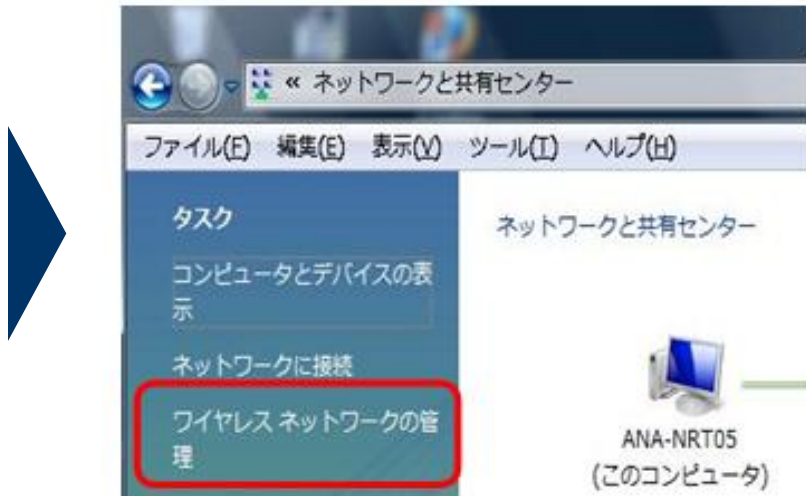 « ネットワークと共有センター
ファイル(F) 編集(E) 表示(V) ツール(T) ヘルプ(H)
タスク
コンピュータとデバイスの表
示
ネットワークに接続
ワイヤレス ネットワークの管
理
ネットワークと共有センター
ANA-NRT05
(このコンピュータ)